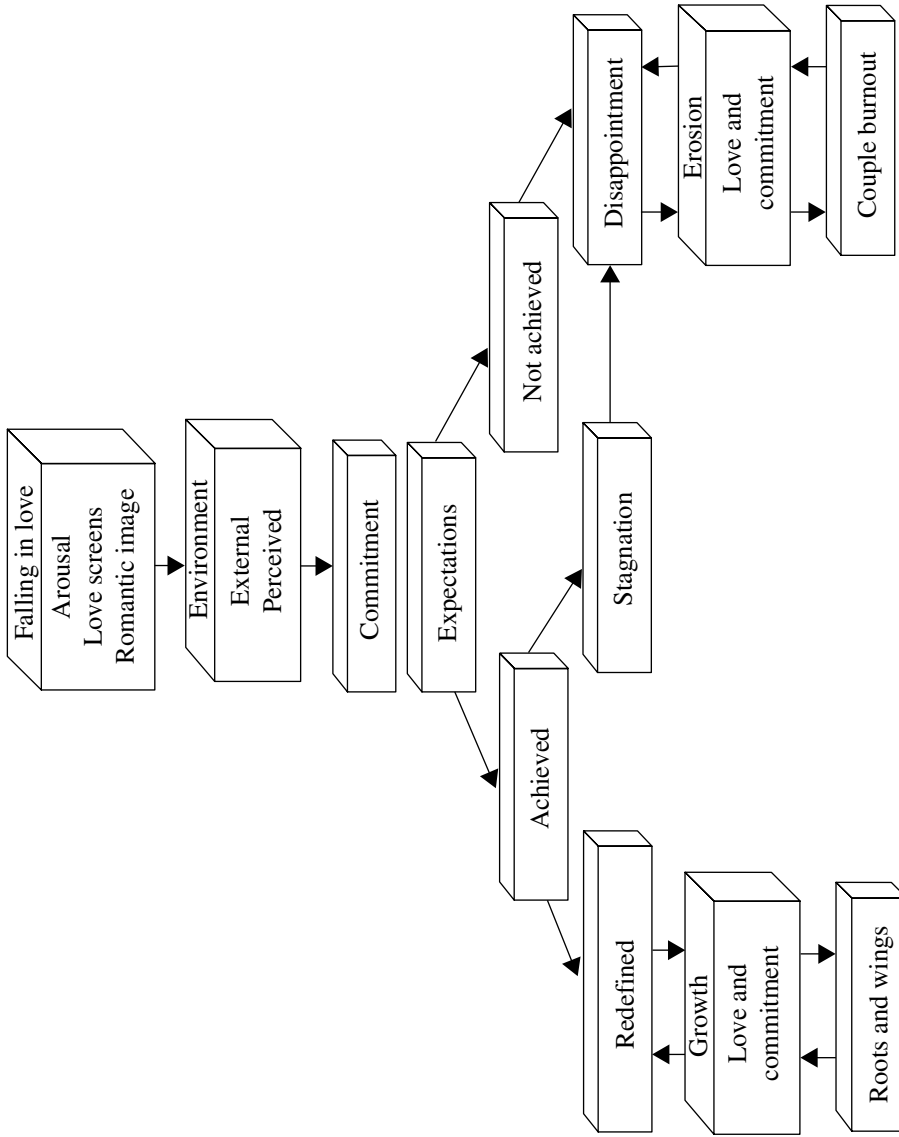 Falling in love
Arousal
Love screens
Romantic image
Environment
External
Perceived
Commitment
Expectations
Achieved
Not achieved
Redefined
Stagnation
Disappointment
Growth
Love and
commitment
Erosion
Love and
commitment
Roots and wings
Couple burnout